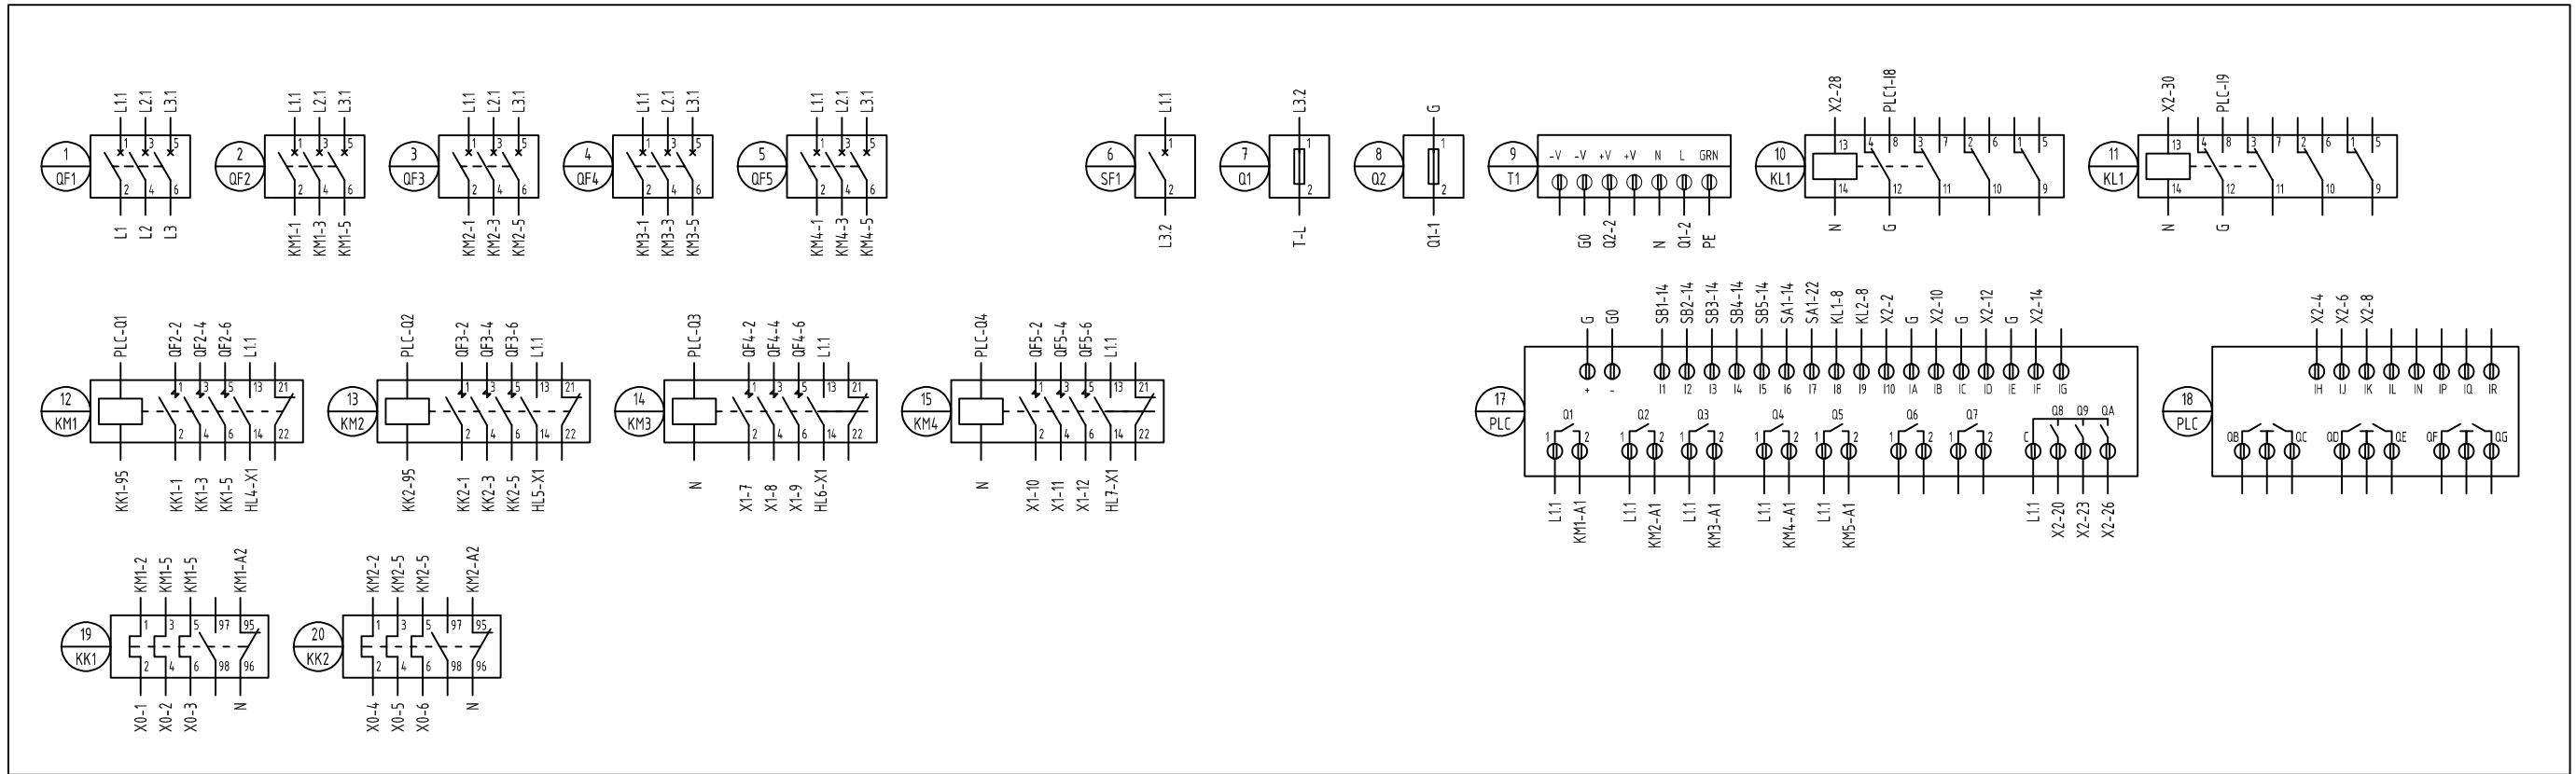 L1.1 L2.1 L3.1
1 QF1
1 3 5
2 4 6
L1 L2 L3
L1.1 L2.1 L3.1
2 QF2
1 3 5
2 4 6
KM1-1 KM1-3 KM1-5
L1.1 L2.1 L3.1
3 QF3
1 3 5
2 4 6
KM2-1 KM2-3 KM2-5
L1.1 L2.1 L3.1
4 QF4
1 3 5
2 4 6
KM3-1 KM3-3 KM3-5
L1.1 L2.1 L3.1
5 QF5
1 3 5
2 4 6
KM4-1 KM4-3 KM4-5
L1.1
6 SF1
1
2
L3.2
L3.2
7 Q1
1
2
T-L
G
8 Q2
1
2
Q1-1
9 T1
-V -V +V +V N L GRN
G0 Q2-2 N Q1-2 PE
X2-28 PLC1-I8
10 KL1
13 4 8 3 7 2 6 1 5
14 12 11 10 9
N G
X2-30 PLC-I9
11 KL1
13 4 8 3 7 2 6 1 5
14 12 11 10 9
N G
PLC-Q1 QF2-2 QF2-4 QF2-6 L1.1
12 KM1
1 3 5 13 21
2 4 6 14 22
KK1-95 KK1-1 KK1-3 KK1-5 HL4-X1
PLC-Q2 QF3-2 QF3-4 QF3-6 L1.1
13 KM2
1 3 5 13 21
2 4 6 14 22
KK2-95 KK2-1 KK2-3 KK2-5 HL5-X1
PLC-Q3 QF4-2 QF4-4 QF4-6 L1.1
14 KM3
1 3 5 13 21
2 4 6 14 22
N X1-7 X1-8 X1-9 HL6-X1
PLC-Q4 QF5-2 QF5-4 QF5-6 L1.1
15 KM4
1 3 5 13 21
2 4 6 14 22
N X1-10 X1-11 X1-12 HL7-X1
G G0 SB1-14 SB2-14 SB3-14 SB4-14 SB5-14 SA1-14 SA1-22 KL1-8 KL2-8 X2-2 G X2-10 G X2-12 G X2-14
17 PLC
+ - I1 I2 I3 I4 I5 I6 I7 I8 I9 I10 IA IB IC ID IE IF IG
Q1 Q2 Q3 Q4 Q5 Q6 Q7 Q8 Q9 QA
1 2 1 2 1 2 1 2 1 2 1 2 1 2 C
L1.1 KM1-A1 L1.1 KM2-A1 L1.1 KM3-A1 L1.1 KM4-A1 L1.1 KM5-A1 L1.1 X2-20 X2-23 X2-26
X2-4 X2-6 X2-8
18 PLC
IH IJ IK IL IN IP IQ IR
QB QC QD QE QF QG
KM1-2 KM1-5 KM1-5 KM1-A2
19 KK1
1 3 5 97 95
2 4 6 98 96
X0-1 X0-2 X0-3 N
KM2-2 KM2-5 KM2-5 KM2-A2
20 KK2
1 3 5 97 95
2 4 6 98 96
X0-4 X0-5 X0-6 N